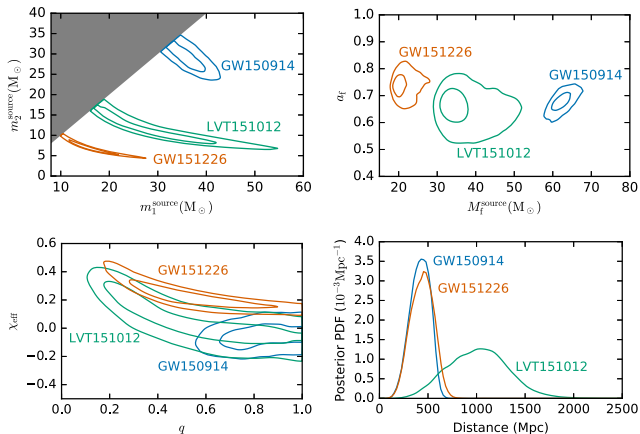 40
35
30
25
20
15
10
5
0
m₂^source (M⊙)
GW150914
LVT151012
GW151226
10 20 30 40 50 60
m₁^source (M⊙)
1.0
0.9
0.8
0.7
0.6
0.5
0.4
a_f
GW151226
GW150914
LVT151012
20 30 40 50 60 70 80
M_f^source (M⊙)
0.6
0.4
0.2
0.0
−0.2
−0.4
χ_eff
GW151226
LVT151012
GW150914
0.0 0.2 0.4 0.6 0.8 1.0
q
4.0
3.5
3.0
2.5
2.0
1.5
1.0
0.5
0.0
Posterior PDF (10⁻³Mpc⁻¹)
GW150914
GW151226
LVT151012
0 500 1000 1500 2000 2500
Distance (Mpc)